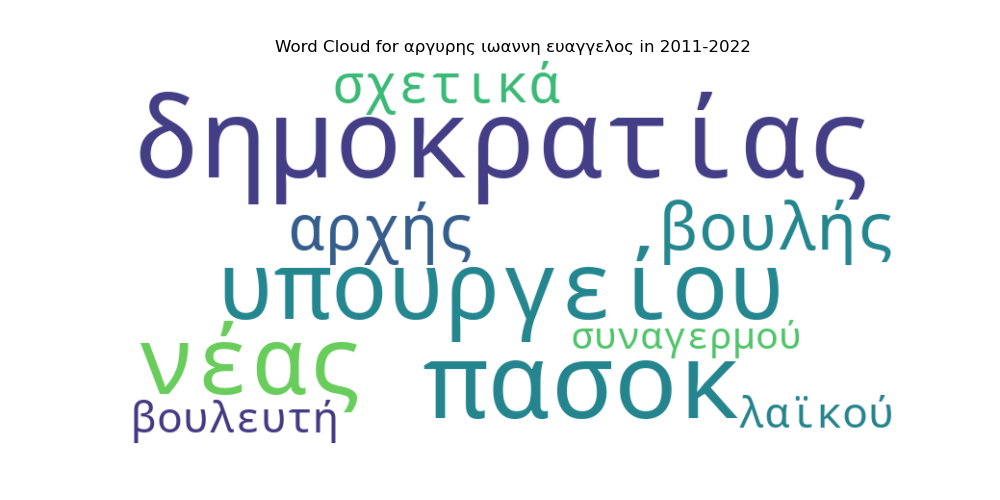 Word Cloud for αργυρης ιωαννη ευαγγελος in 2011-2022
σχετικά
δημοκρατίας
αρχής βουλής
υπουργείου
συναγερμού
νέας πασοκ
βουλευτή λαϊκού